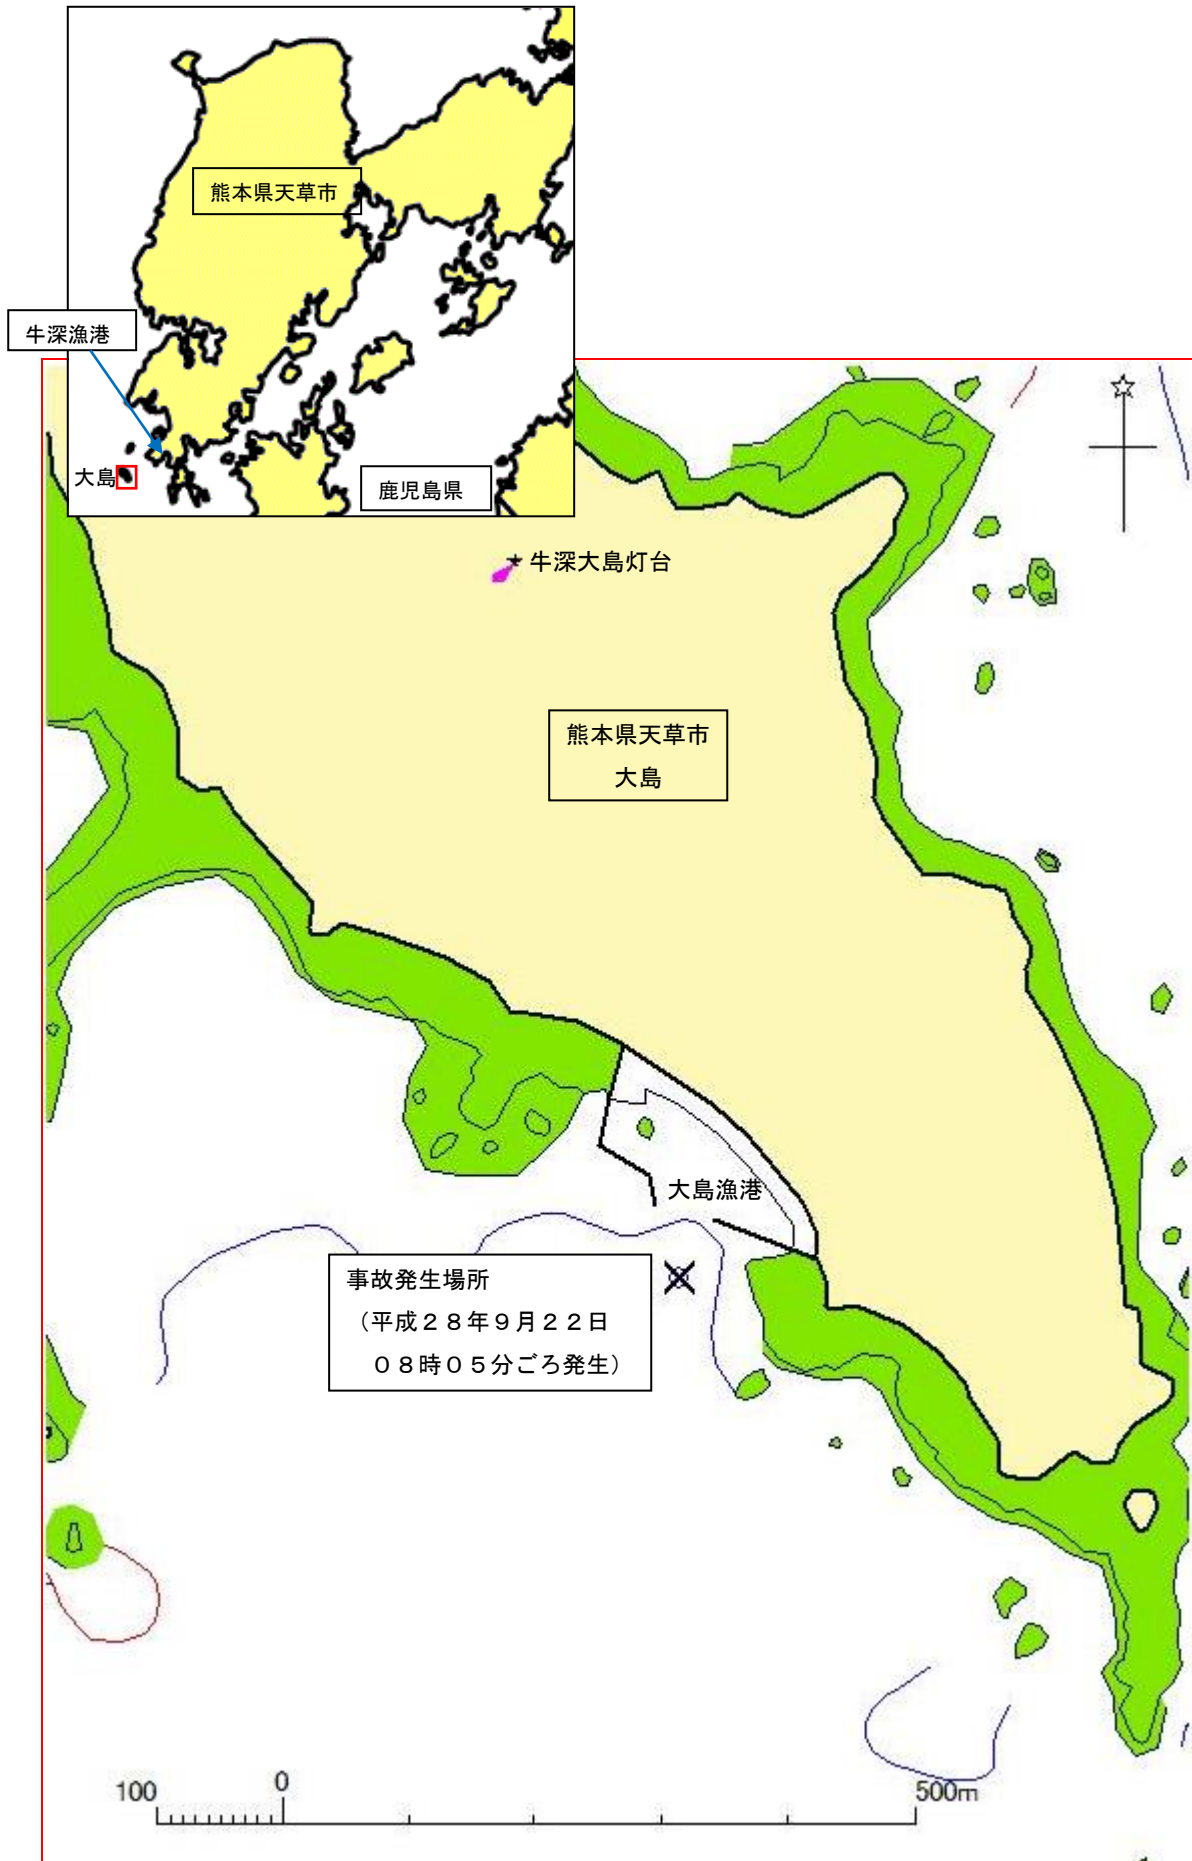 熊本県天草市
牛深漁港
大島
鹿児島県
牛深大島灯台
熊本県天草市
大島
大島漁港
事故発生場所
（平成２８年９月２２日
０８時０５分ごろ発生）
100 0 500m